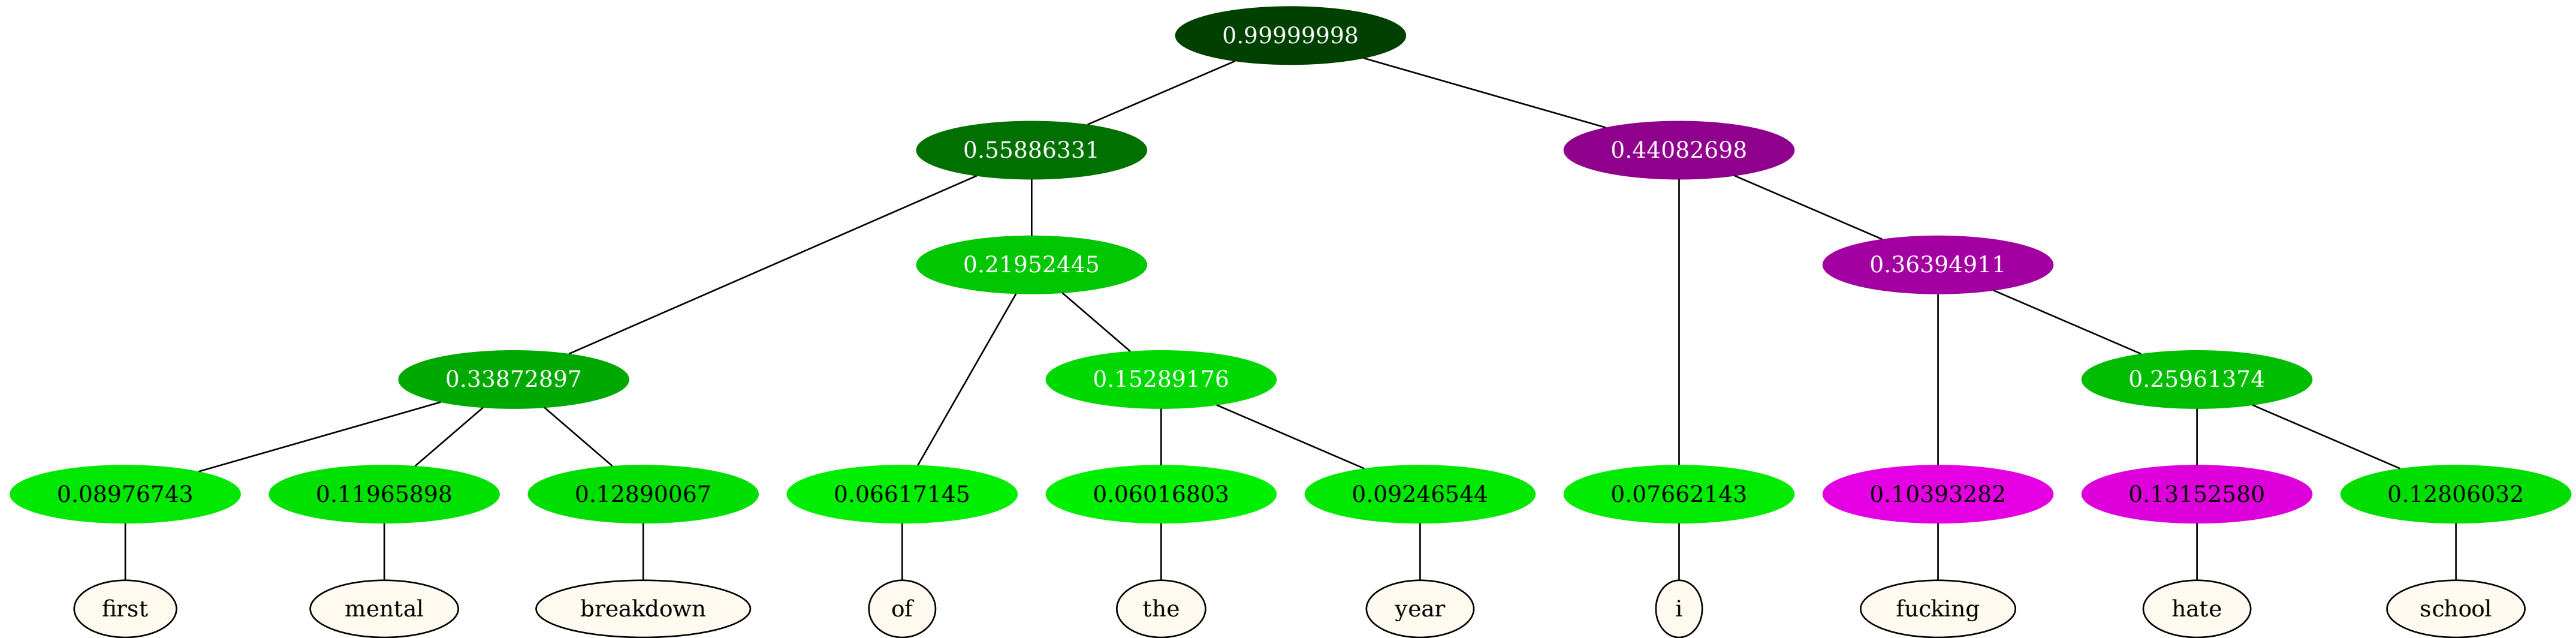 0.99999998
0.55886331 0.44082698
0.21952445 0.36394911
0.33872897 0.15289176 0.25961374
0.08976743 0.11965898 0.12890067 0.06617145 0.06016803 0.09246544 0.07662143 0.10393282 0.13152580 0.12806032
first mental breakdown of the year i fucking hate school